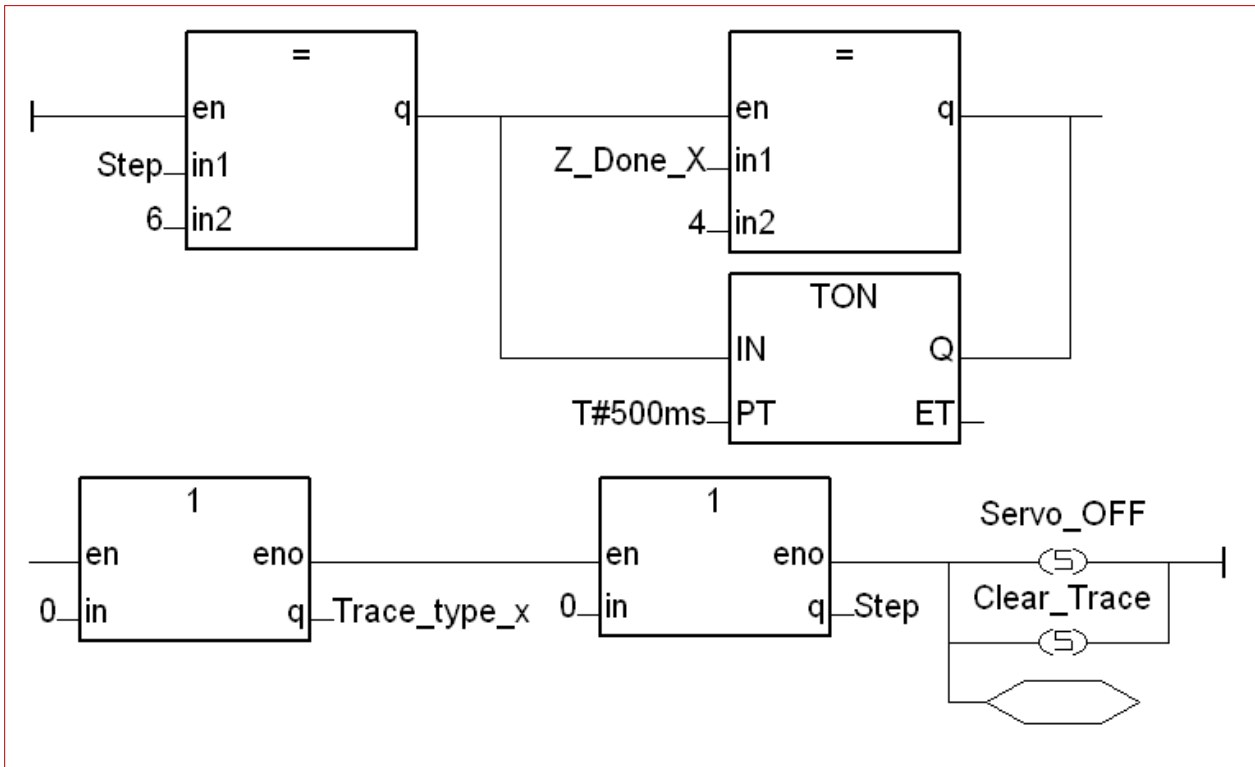 = =
en q en q
Step in1 Z_Done_X in1
6 in2 4 in2
TON
IN Q
T#500ms PT ET
1 1 Servo_OFF
en eno en eno
0 in q Trace_type_x 0 in q Step Clear_Trace
S
S